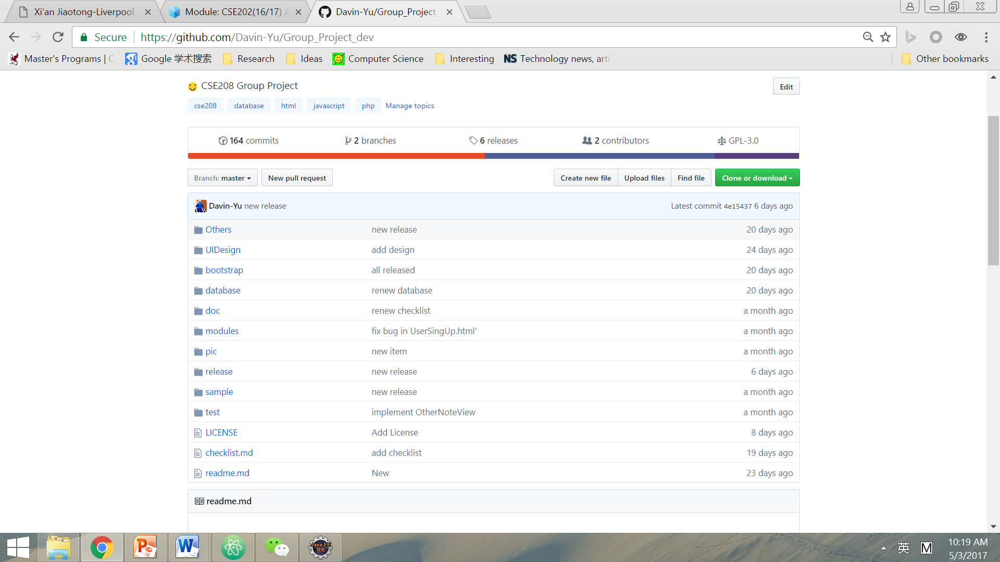 Xi'an Jiaotong-Liverpool
Module: CSE202(16/17)
Davin-Yu/Group_Project_
Secure
https://github.com/Davin-Yu/Group_Project_dev
Master's Programs | C
Google 学术搜索
Research
Ideas
Computer Science
Interesting
NS Technology news, arti
Other bookmarks
CSE208 Group Project
Edit
cse208 database html javascript php Manage topics
164 commits
2 branches
6 releases
2 contributors
GPL-3.0
Branch: master
New pull request
Create new file
Upload files
Find file
Clone or download
Davin-Yu new release
Latest commit 4e15437 6 days ago
Others new release 20 days ago
UIDesign add design 24 days ago
bootstrap all released 20 days ago
database renew database 20 days ago
doc renew checklist a month ago
modules fix bug in UserSingUp.html' a month ago
pic new item a month ago
release new release 6 days ago
sample new release a month ago
test implement OtherNoteView a month ago
LICENSE Add License 8 days ago
checklist.md add checklist 19 days ago
readme.md New 23 days ago
readme.md
Java EE
IDE
英
M
10:19 AM
5/3/2017